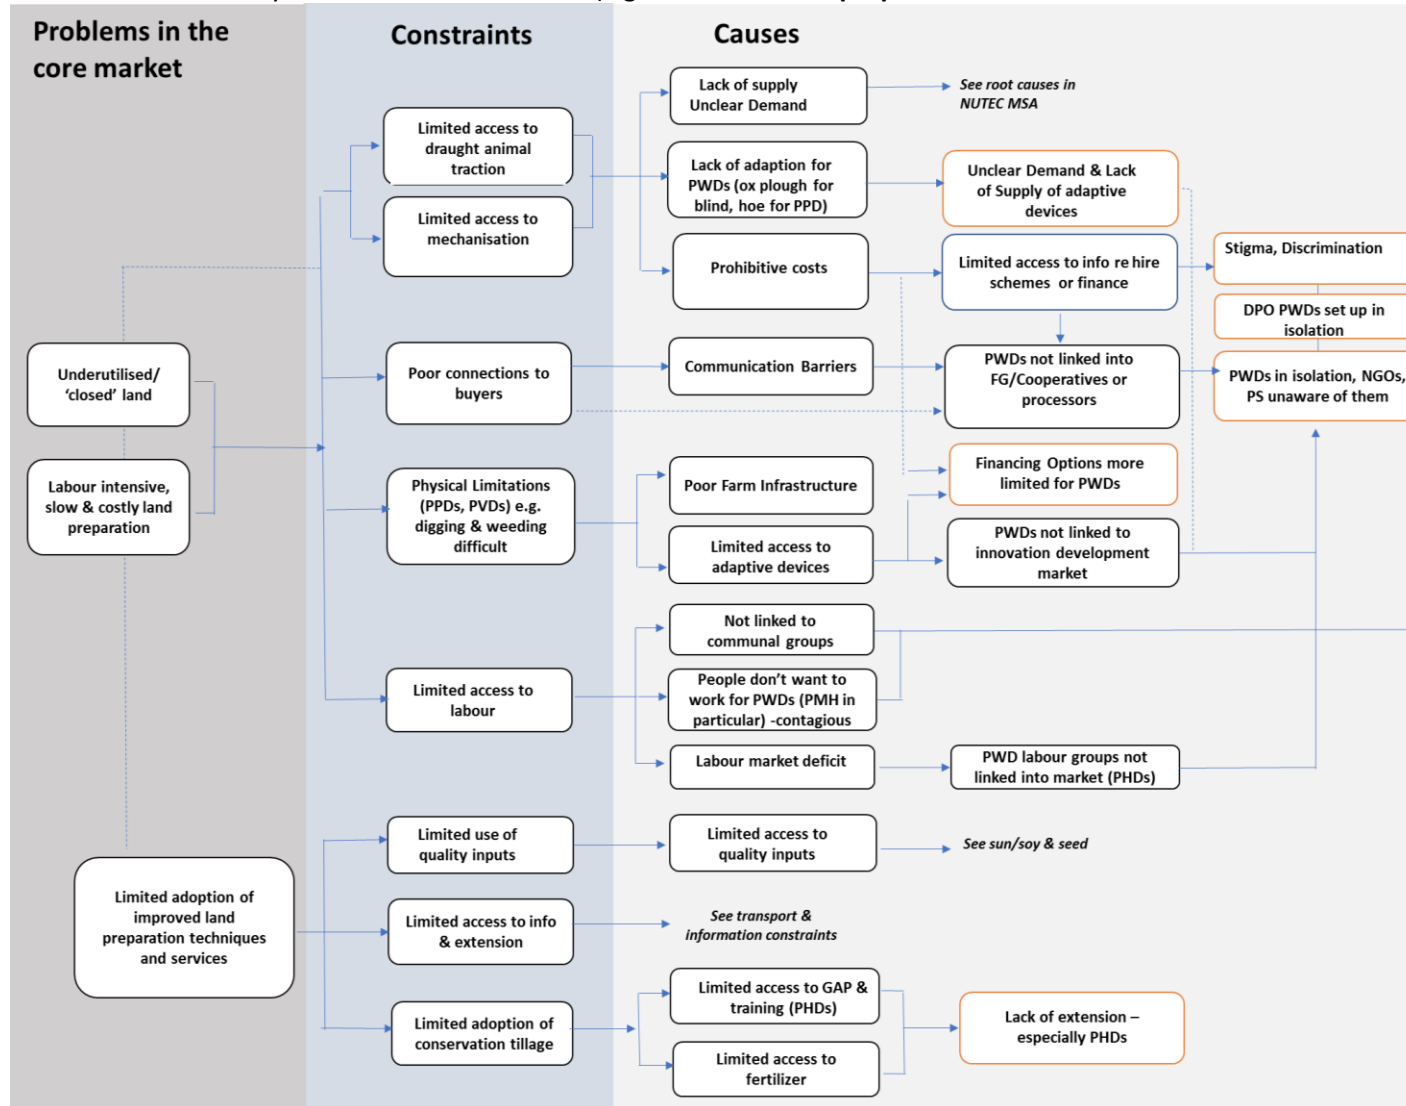 Problems in the
core market
Constraints
Causes
Lack of supply
Unclear Demand
See root causes in
NUTEC MSA
Limited access to
draught animal
traction
Lack of adaption for
PWDs (ox plough for
blind, hoe for PPD)
Unclear Demand & Lack
of Supply of adaptive
devices
Limited access to
mechanisation
Prohibitive costs
Limited access to info re hire
schemes or finance
Stigma, Discrimination
DPO PWDs set up in
isolation
Underutilised/
‘closed’ land
Poor connections to
buyers
Communication Barriers
PWDs not linked into
FG/Cooperatives or
processors
PWDs in isolation, NGOs,
PS unaware of them
Labour intensive,
slow & costly land
preparation
Physical Limitations
(PPDs, PVDs) e.g.
digging & weeding
difficult
Poor Farm Infrastructure
Financing Options more
limited for PWDs
Limited access to
adaptive devices
PWDs not linked to
innovation development
market
Not linked to
communal groups
Limited access to
labour
People don’t want to
work for PWDs (PMH in
particular) -contagious
Labour market deficit
PWD labour groups not
linked into market (PHDs)
Limited use of
quality inputs
Limited access to
quality inputs
See sun/soy & seed
Limited adoption of
improved land
preparation techniques
and services
Limited access to info
& extension
See transport &
information constraints
Limited access to GAP &
training (PHDs)
Limited adoption of
conservation tillage
Lack of extension –
especially PHDs
Limited access to
fertilizer